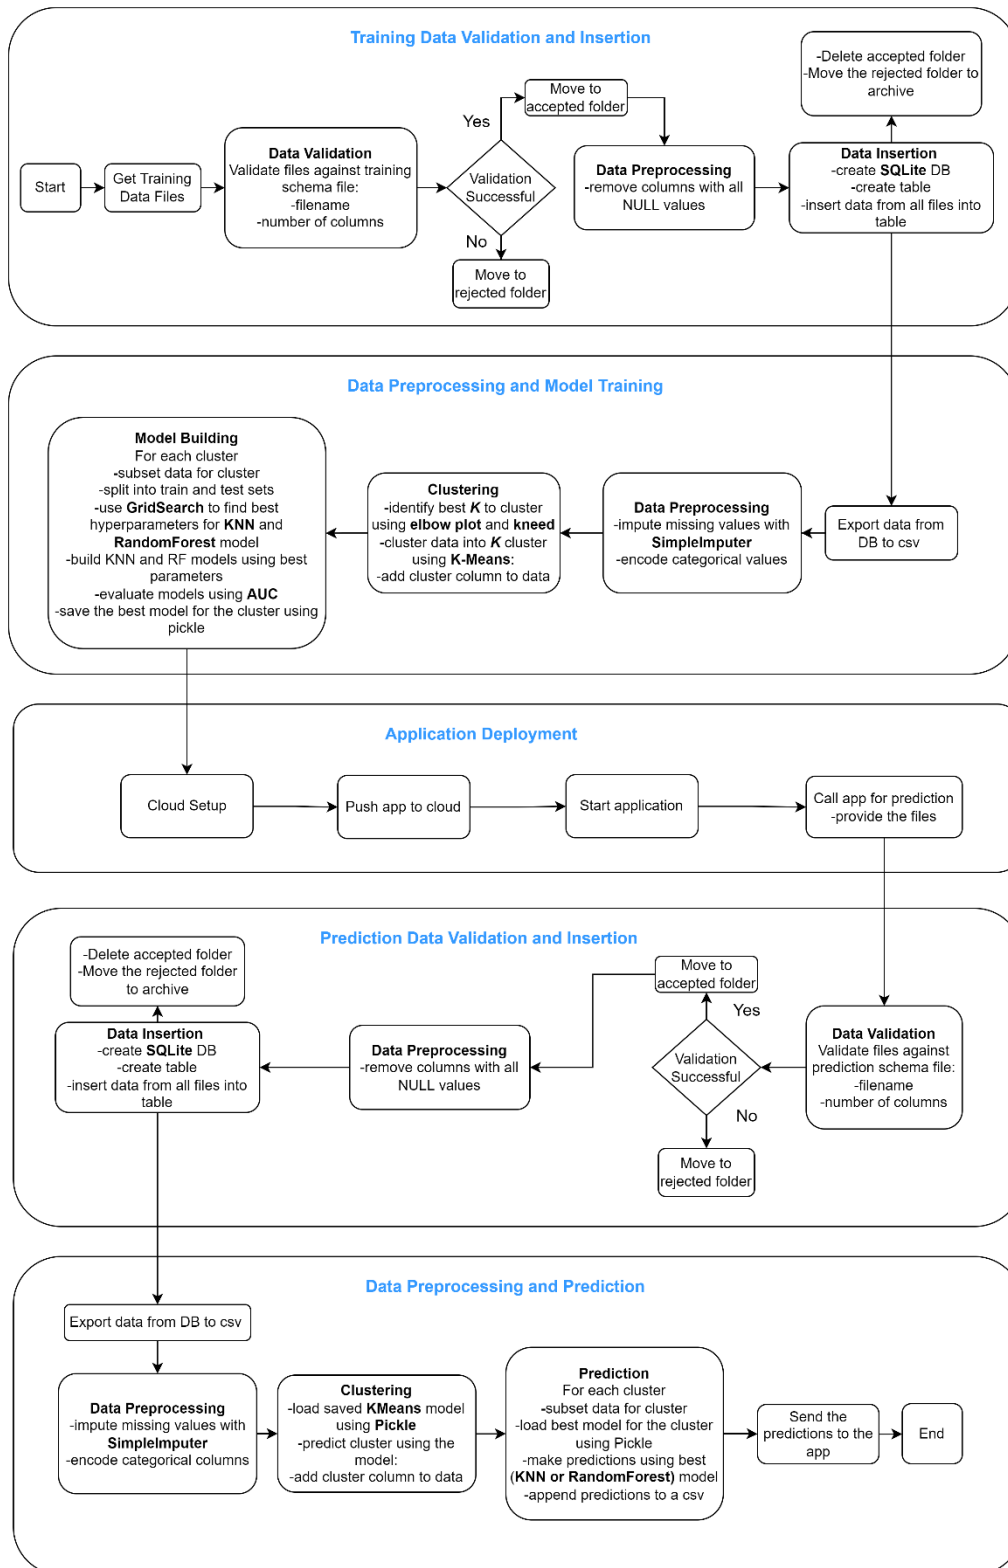 Training Data Validation and Insertion
-Delete accepted folder
-Move the rejected folder to
archive
Move to
accepted folder
Yes
Start
Get Training
Data Files
Data Validation
Validate files against training
schema file:
-filename
-number of columns
Validation
Successful
Data Preprocessing
-remove columns with all
NULL values
Data Insertion
-create SQLite DB
-create table
-insert data from all files into
table
No
Move to
rejected folder
Data Preprocessing and Model Training
Model Building
For each cluster
-subset data for cluster
-split into train and test sets
-use GridSearch to find best
hyperparameters for KNN and
RandomForest model
-build KNN and RF models using best
parameters
-evaluate models using AUC
-save the best model for the cluster using
pickle
Clustering
-identify best K to cluster
using elbow plot and kneed
-cluster data into K cluster
using K-Means:
-add cluster column to data
Data Preprocessing
-impute missing values with
SimpleImputer
-encode categorical values
Export data from
DB to csv
Application Deployment
Cloud Setup
Push app to cloud
Start application
Call app for prediction
-provide the files
Prediction Data Validation and Insertion
-Delete accepted folder
-Move the rejected folder
to archive
Move to
accepted folder
Yes
Data Insertion
-create SQLite DB
-create table
-insert data from all files into
table
Data Preprocessing
-remove columns with all
NULL values
Validation
Successful
Data Validation
Validate files against
prediction schema file:
-filename
-number of columns
No
Move to
rejected folder
Data Preprocessing and Prediction
Export data from DB to csv
Data Preprocessing
-impute missing values with
SimpleImputer
-encode categorical columns
Clustering
-load saved KMeans model
using Pickle
-predict cluster using the
model:
-add cluster column to data
Prediction
For each cluster
-subset data for cluster
-load best model for the cluster
using Pickle
-make predictions using best
(KNN or RandomForest) model
-append predictions to a csv
Send the
predictions to the
app
End